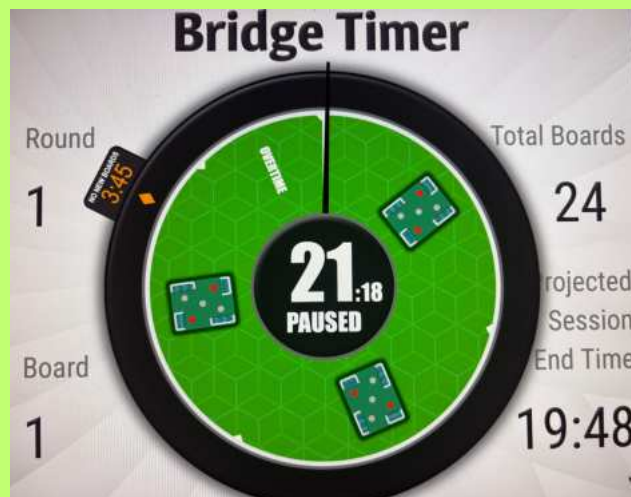 Bridge Timer
Round
1
NO NEW BOARDS
3:45
OVERTIME
Total Boards
24
21:18
PAUSED
Board
1
rojected
Session
End Time
19:48